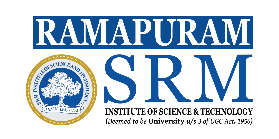 RAMAPURAM
SRM
INSTITUTE OF SCIENCE & TECHNOLOGY
(Deemed to be University u/s 3 of UGC Act, 1956)